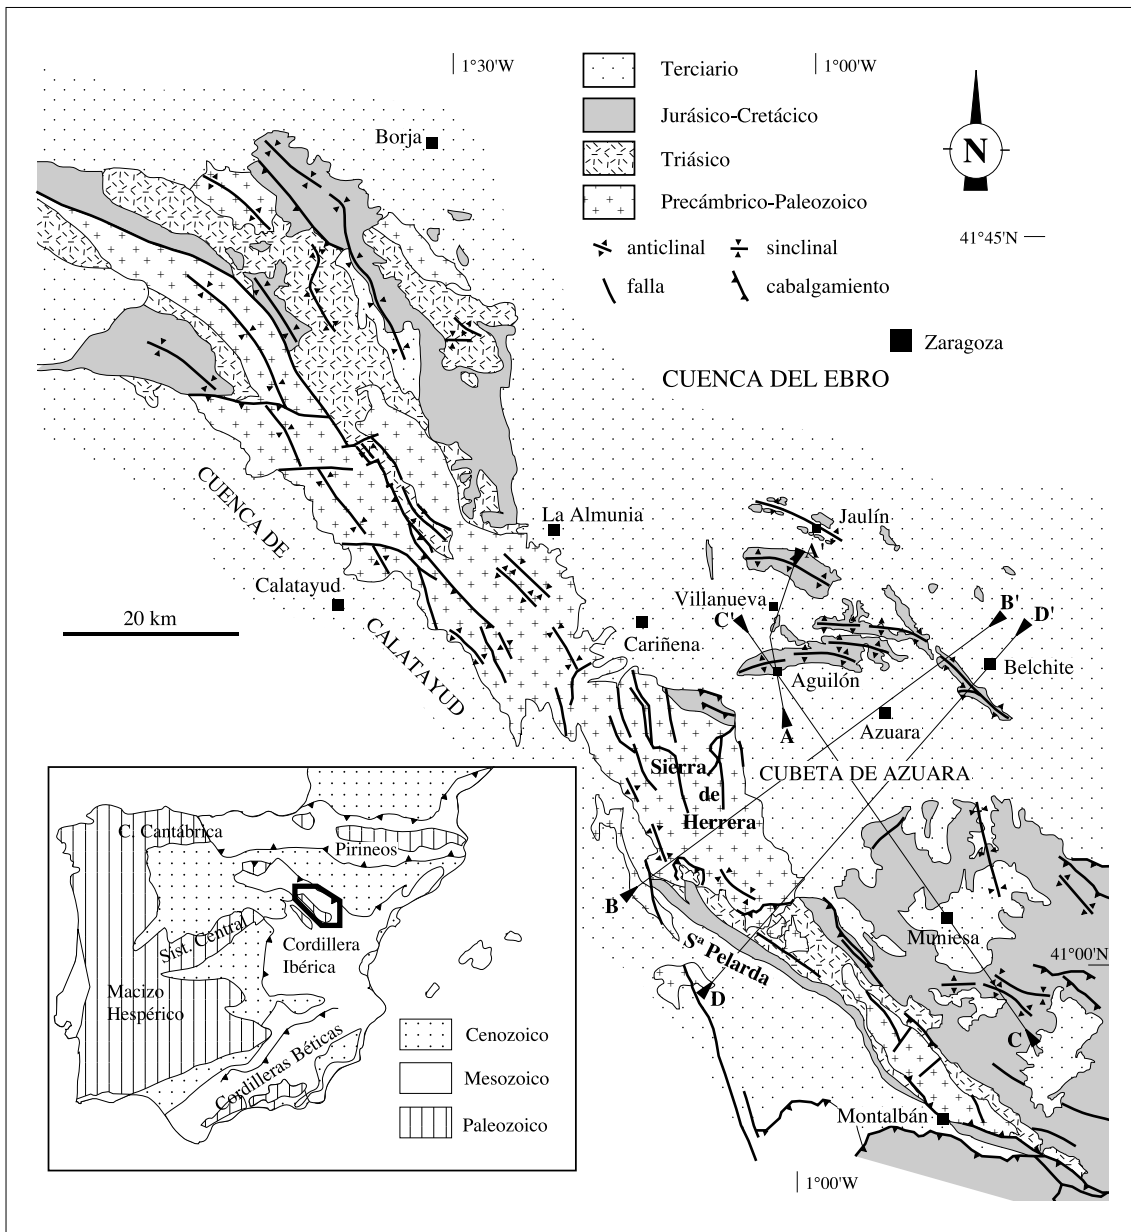 1°30'W
1°00'W
Terciario
Jurásico-Cretácico
Triásico
Precámbrico-Paleozoico
anticlinal
sinclinal
falla
cabalgamiento
N
41°45'N
Borja
Zaragoza
CUENCA DEL EBRO
CUENCA DE
CALATAYUD
La Almunia
Jaulín
A'
Calatayud
Villanueva
C'
B'
D'
20 km
Cariñena
Belchite
Aguilón
Azuara
A
CUBETA DE AZUARA
Sierra
de
Herrera
B
Muniesa
Sª Pelarda
41°00'N
D
C
Montalbán
1°00'W
C. Cantábrica
Pirineos
Sist. Central
Cordillera
Ibérica
Macizo
Hespérico
Cordilleras Béticas
Cenozoico
Mesozoico
Paleozoico